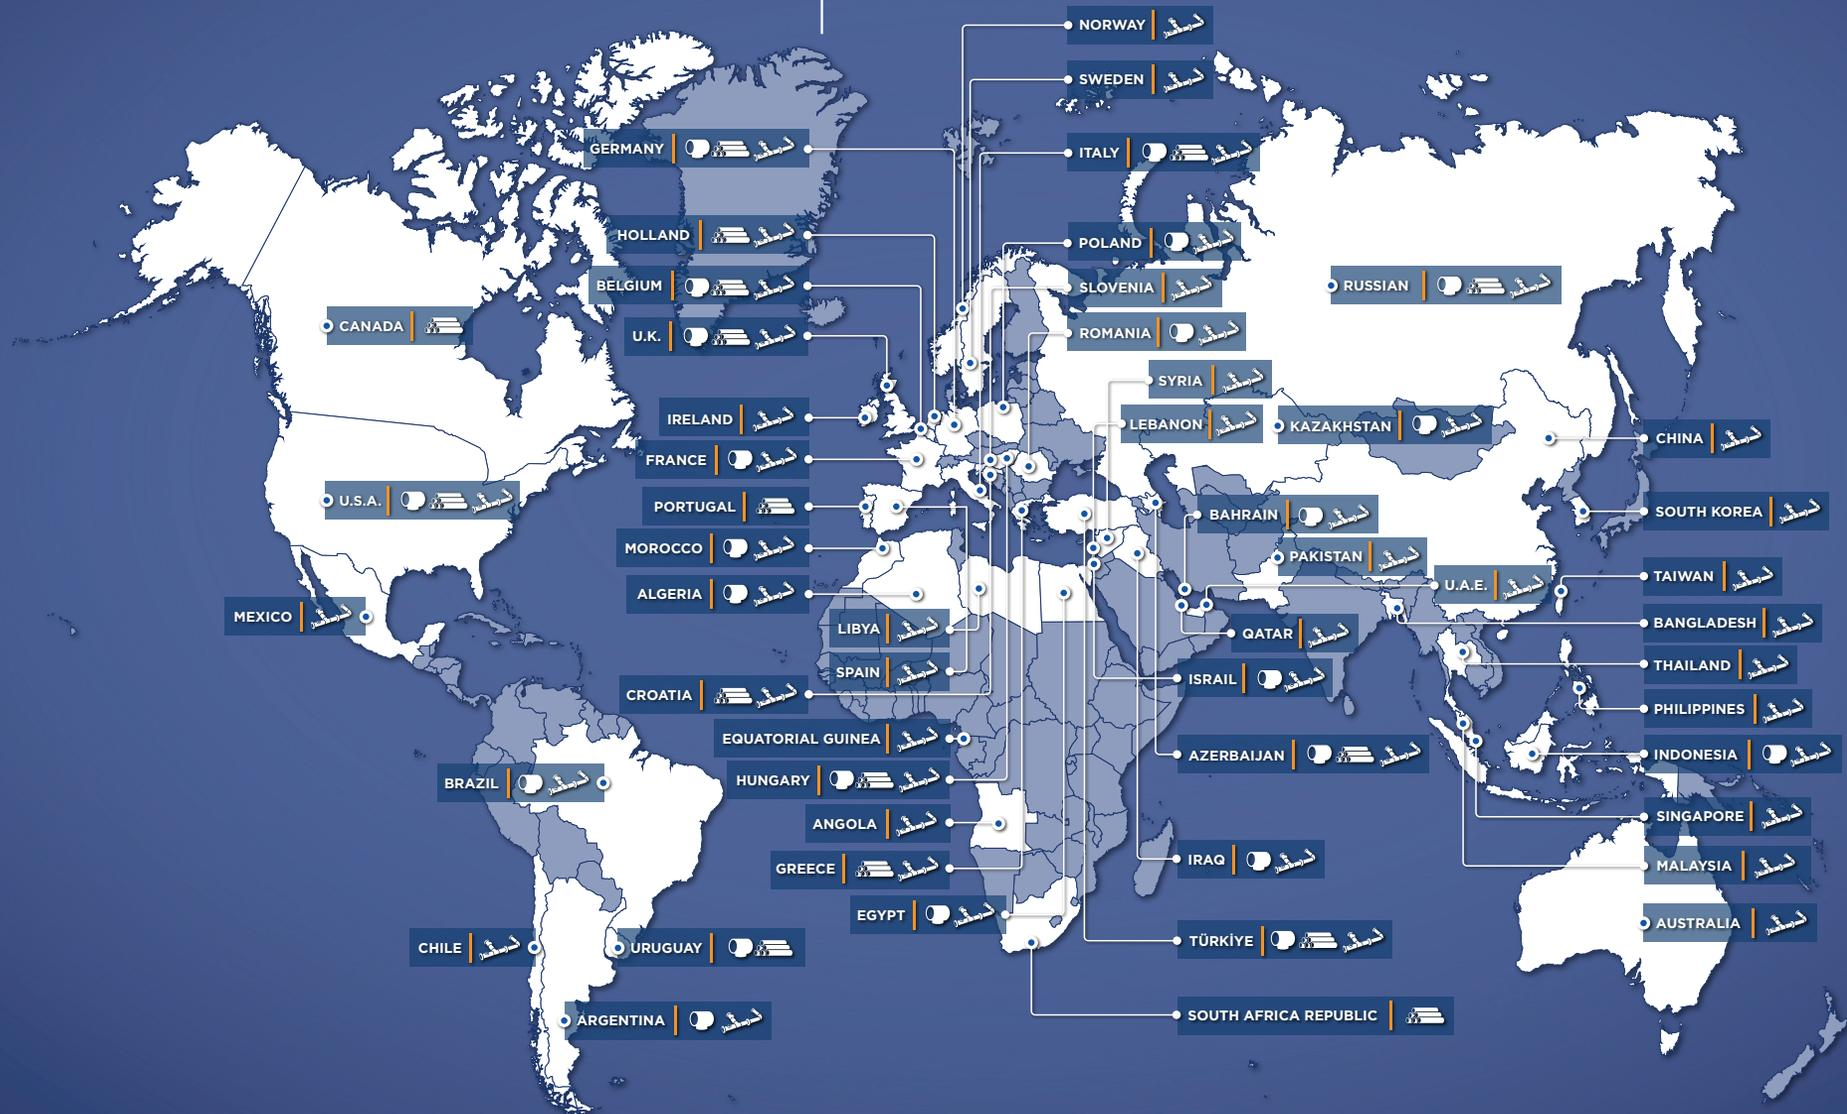 NORWAY
SWEDEN
GERMANY
ITALY
HOLLAND
POLAND
BELGIUM
SLOVENIA
RUSSIAN
CANADA
U.K.
ROMANIA
SYRIA
IRELAND
LEBANON
KAZAKHSTAN
CHINA
FRANCE
U.S.A.
PORTUGAL
BAHRAIN
SOUTH KOREA
MOROCCO
PAKISTAN
TAIWAN
ALGERIA
U.A.E.
MEXICO
LIBYA
QATAR
BANGLADESH
SPAIN
ISRAIL
THAILAND
CROATIA
PHILIPPINES
EQUATORIAL GUINEA
AZERBAIJAN
INDONESIA
BRAZIL
HUNGARY
SINGAPORE
ANGOLA
IRAQ
MALAYSIA
GREECE
EGYPT
AUSTRALIA
CHILE
URUGUAY
TÜRKİYE
ARGENTINA
SOUTH AFRICA REPUBLIC